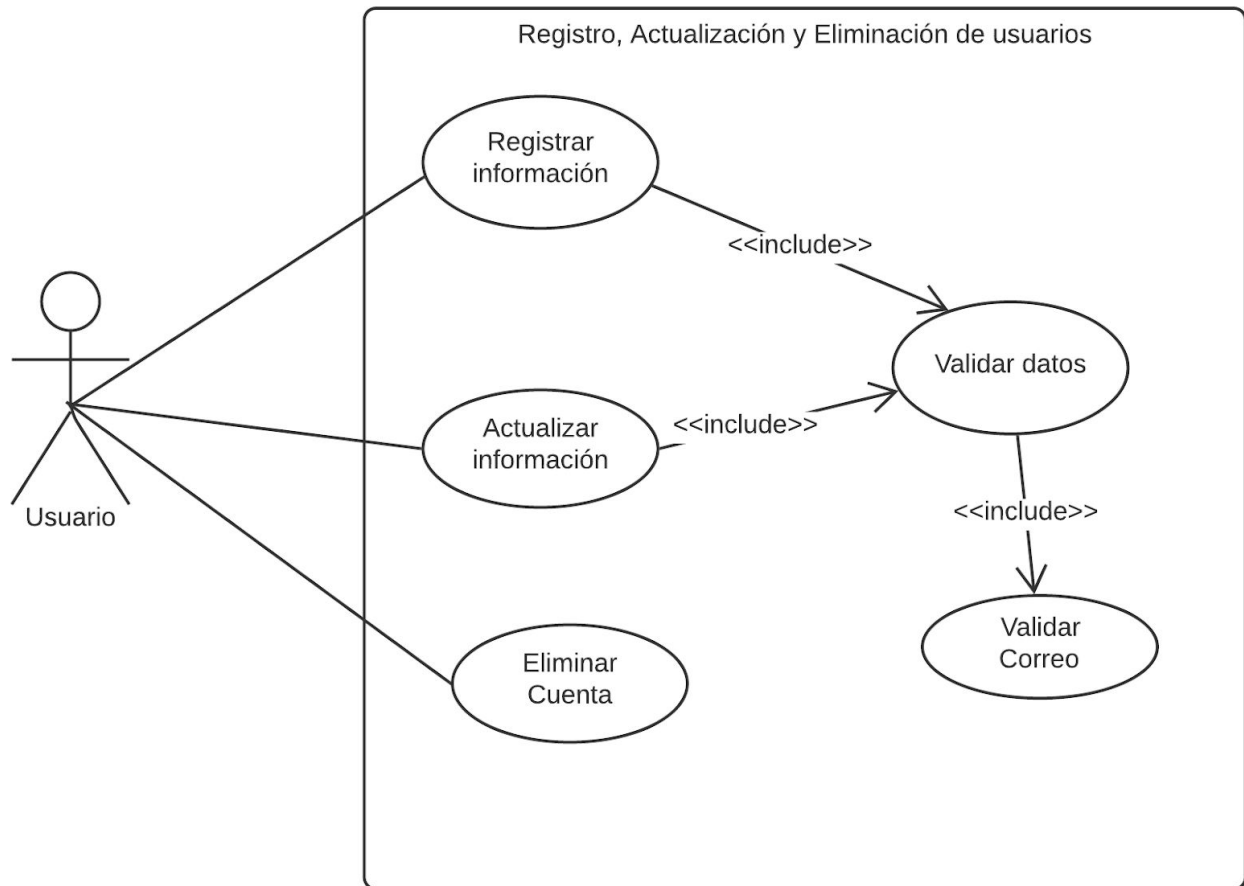 Registro, Actualización y Eliminación de usuarios
Registrar
información
<<include>>
Validar datos
Actualizar
información
<<include>>
Usuario
<<include>>
Eliminar
Cuenta
Validar
Correo